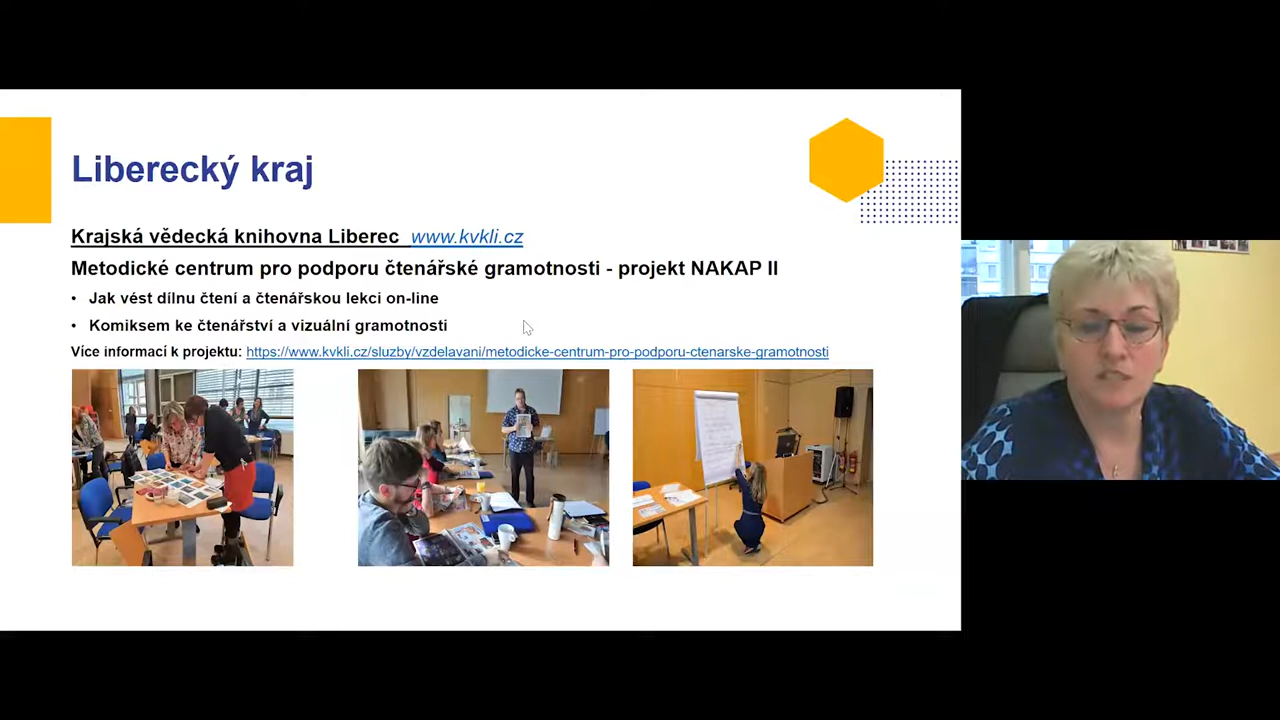 Liberecký kraj
Krajská vědecká knihovna Liberec www.kvkli.cz
Metodické centrum pro podporu čtenářské gramotnosti - projekt NAKAP II
• Jak vést dílnu čtení a čtenářskou lekci on-line
• Komiksem ke čtenářství a vizuální gramotnosti
Více informací k projektu: https://www.kvkli.cz/sluzby/vzdelavani/metodicke-centrum-pro-podporu-ctenarske-gramotnosti